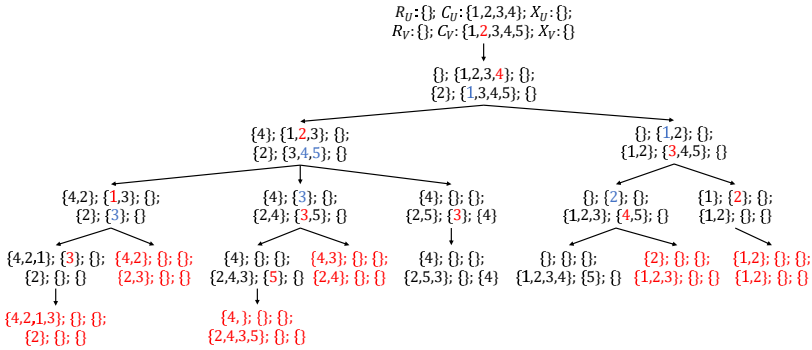 R_U:{}; C_U:{1,2,3,4}; X_U:{};
R_V:{}; C_V:{1,2,3,4,5}; X_V:{}
{}; {1,2,3,4}; {};
{2}; {1,3,4,5}; {}
{4}; {1,2,3}; {};
{2}; {3,4,5}; {}
{}; {1,2}; {};
{1,2}; {3,4,5}; {}
{4,2}; {1,3}; {};
{2}; {3}; {}
{4}; {3}; {};
{2,4}; {3,5}; {}
{4}; {}; {};
{2,5}; {3}; {4}
{}; {2}; {};
{1,2,3}; {4,5}; {}
{1}; {2}; {};
{1,2}; {}; {}
{4,2,1}; {3}; {};
{2}; {}; {}
{4,2}; {}; {};
{2,3}; {}; {}
{4}; {}; {};
{2,4,3}; {5}; {}
{4,3}; {}; {};
{2,4}; {}; {}
{4}; {}; {};
{2,5,3}; {}; {4}
{}; {}; {};
{1,2,3,4}; {5}; {}
{2}; {}; {};
{1,2,3}; {}; {}
{1,2}; {}; {};
{1,2}; {}; {}
{4,2,1,3}; {}; {};
{2}; {}; {}
{4,}; {}; {};
{2,4,3,5}; {}; {}